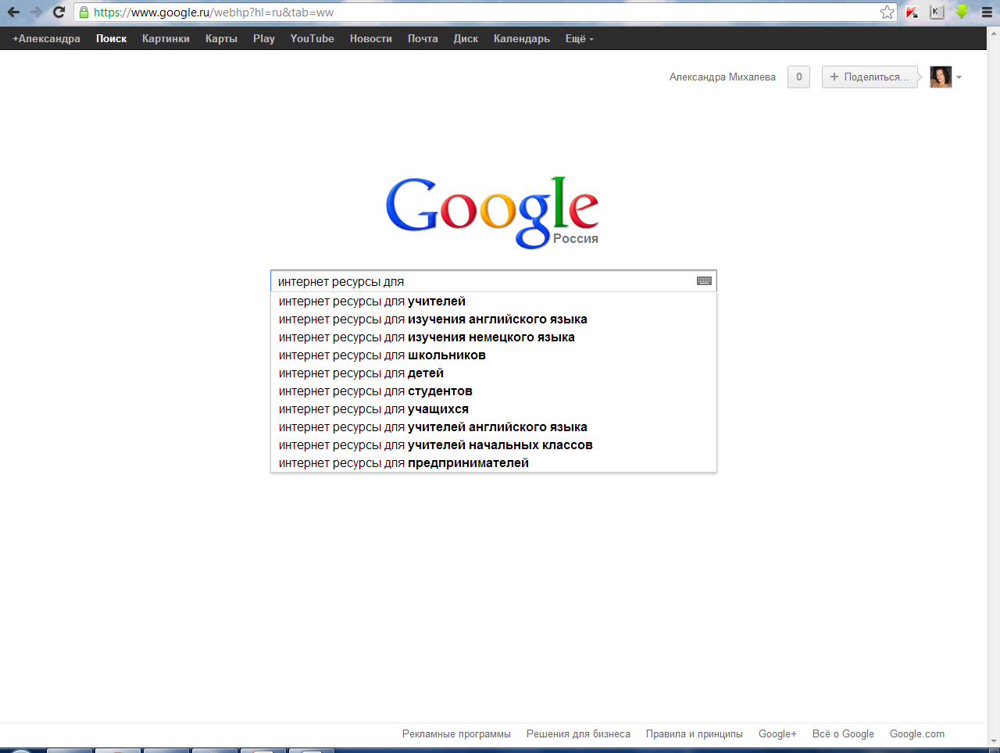 https://www.google.ru/webhp?hl=ru&tab=ww
K
+Александра Поиск Картинки Карты Play YouTube Новости Почта Диск Календарь Ещё
Александра Михалева 0 + Поделиться...
Google
Россия
интернет ресурсы для
интернет ресурсы для учителей
интернет ресурсы для изучения английского языка
интернет ресурсы для изучения немецкого языка
интернет ресурсы для школьников
интернет ресурсы для детей
интернет ресурсы для студентов
интернет ресурсы для учащихся
интернет ресурсы для учителей английского языка
интернет ресурсы для учителей начальных классов
интернет ресурсы для предпринимателей
Рекламные программы Решения для бизнеса Правила и принципы Google+ Всё о Google Google.com